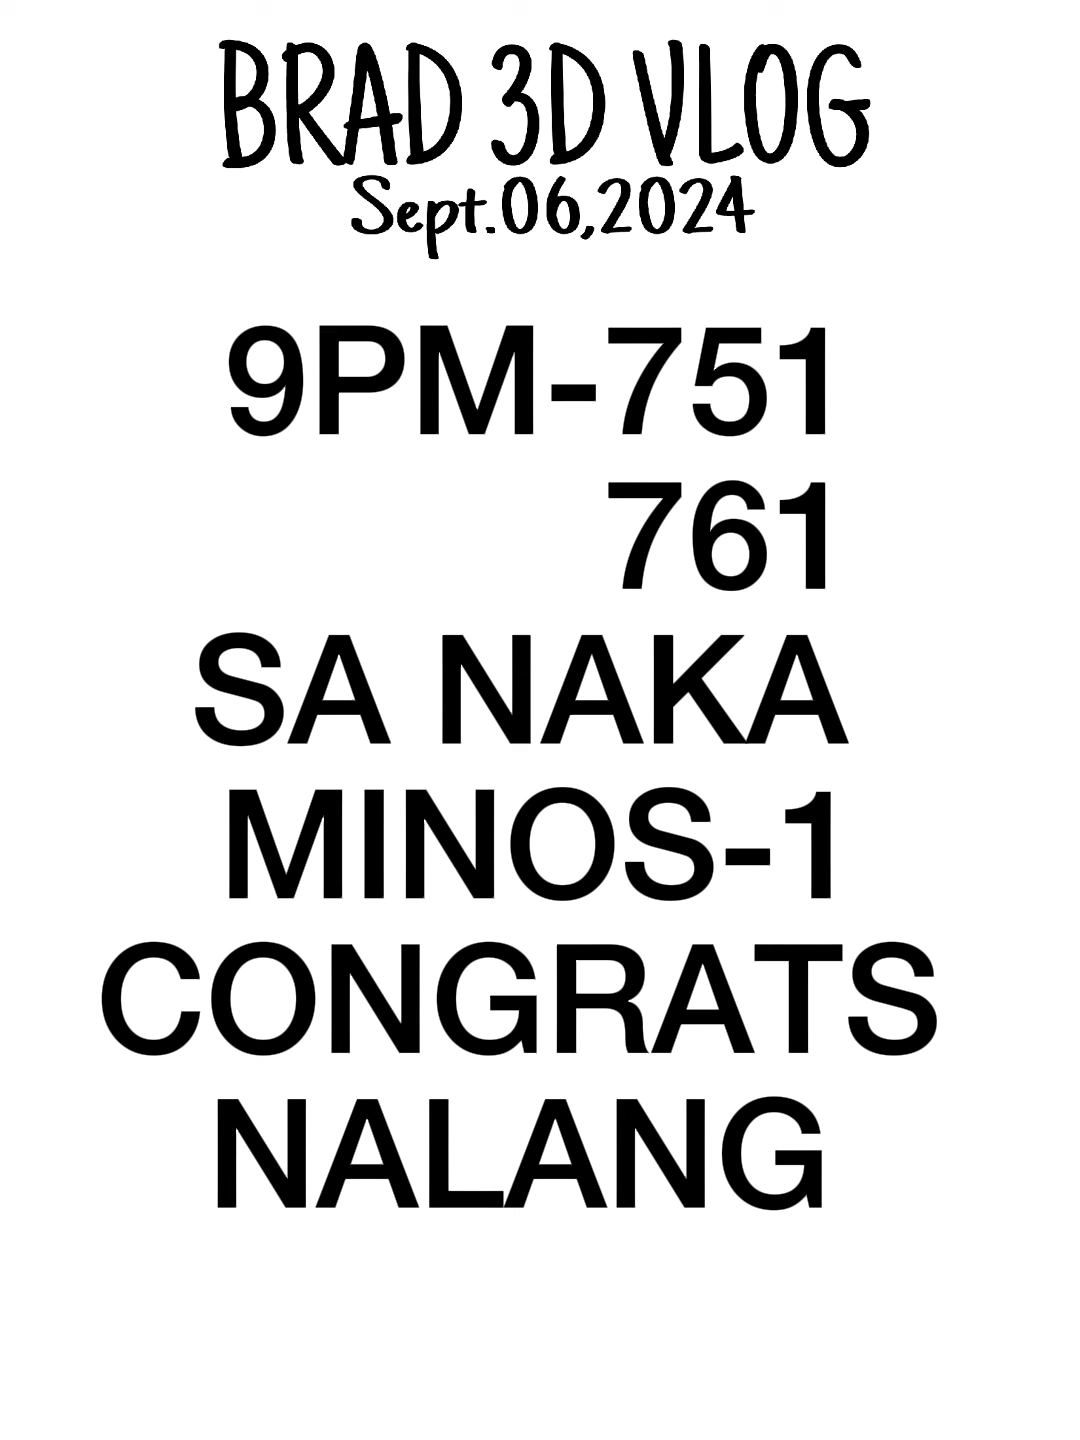 BRAD 3D VLOG
Sept.06,2024
9PM-751
761
SA NAKA
MINOS-1
CONGRATS
NALANG